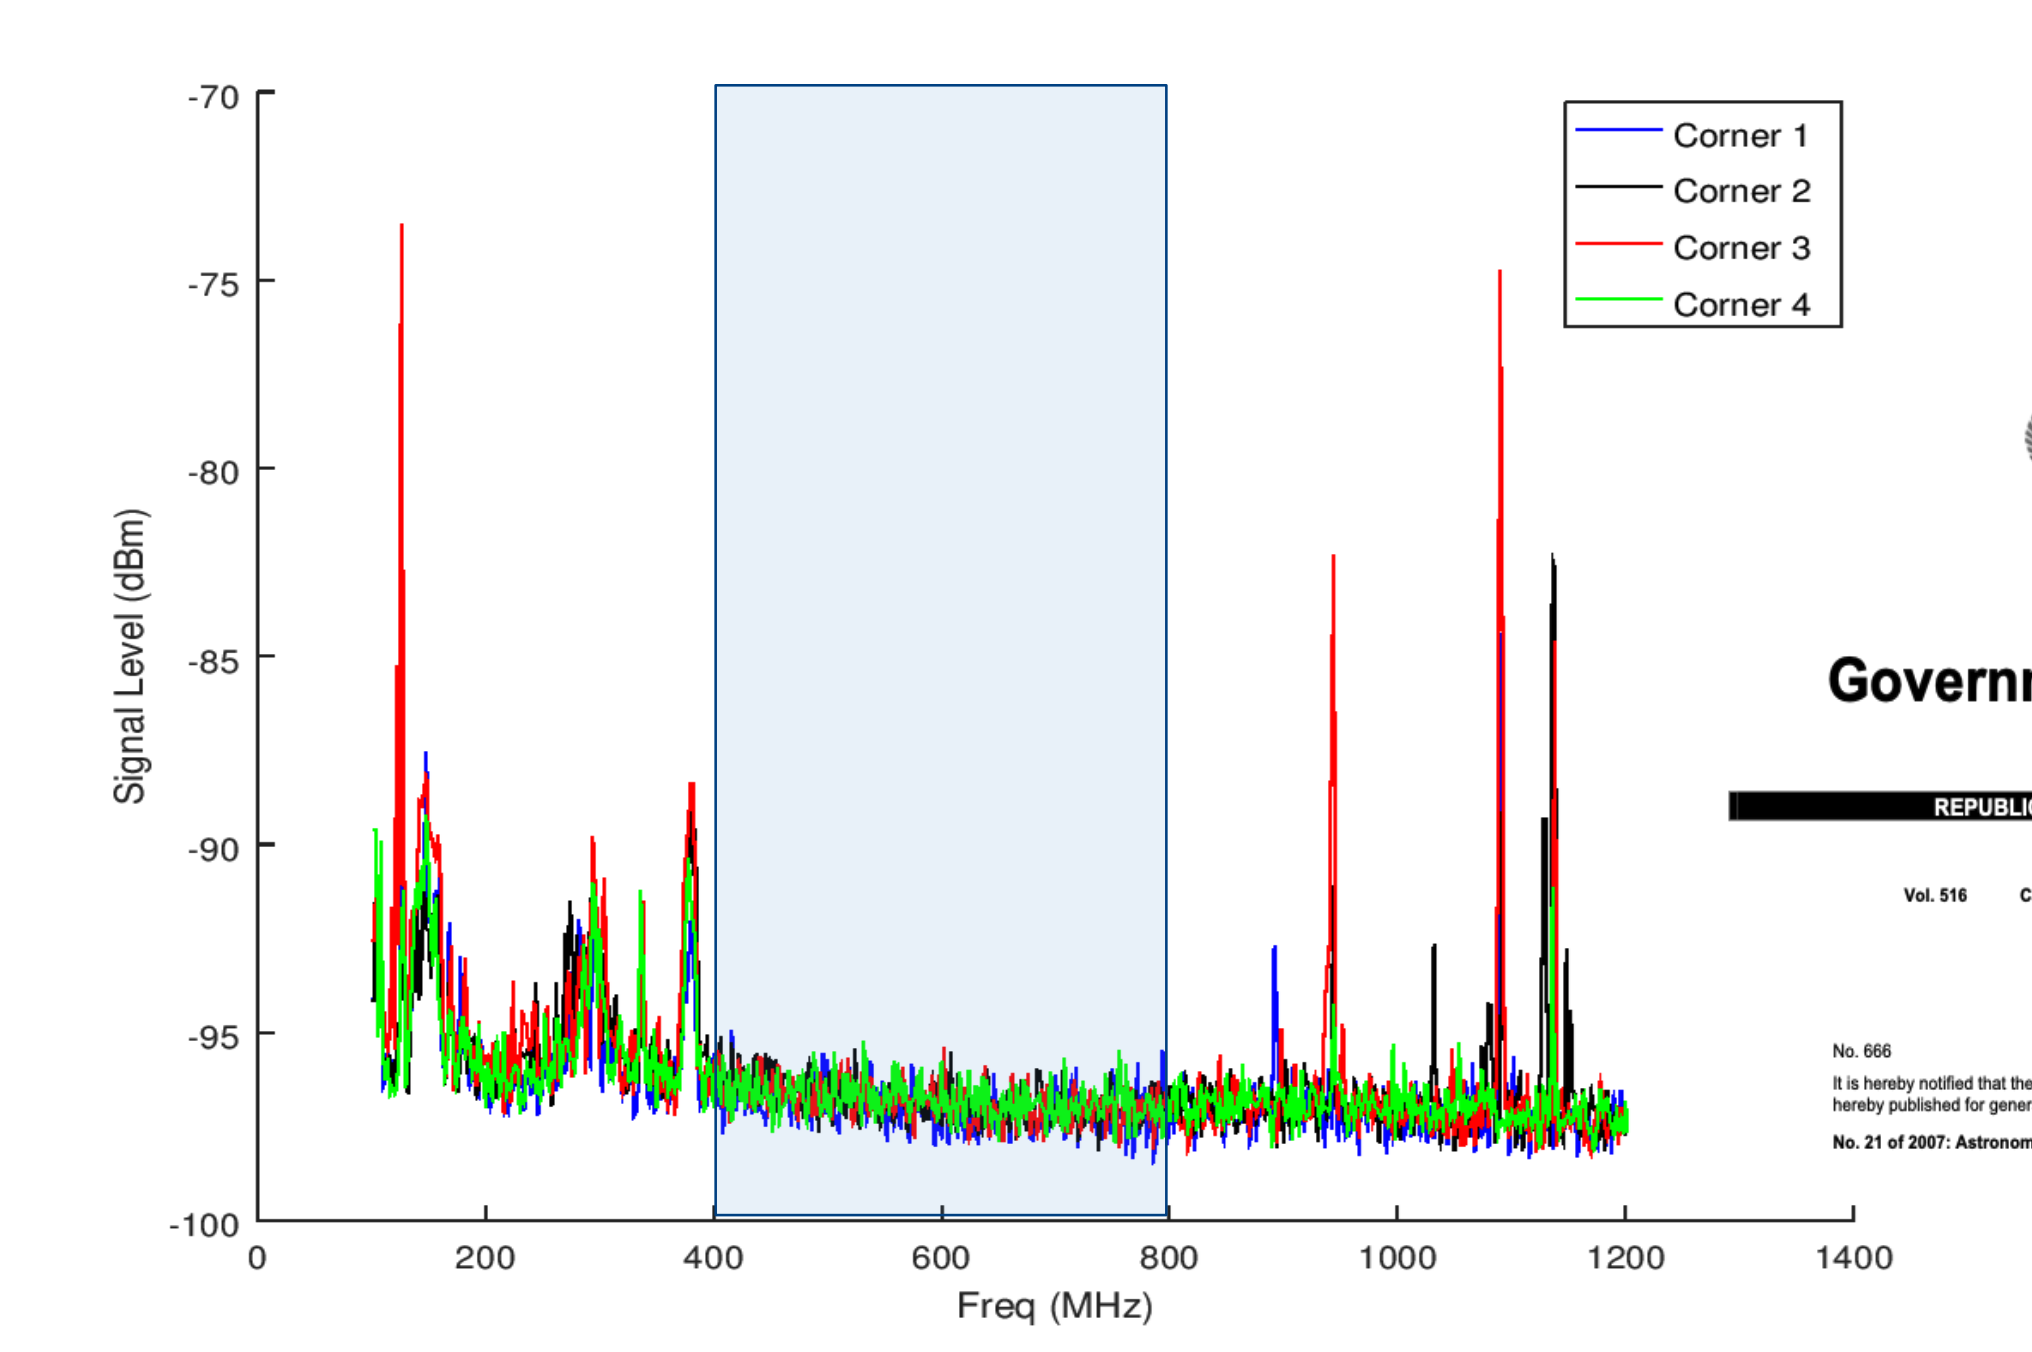 -70
-75
-80
-85
-90
-95
-100
Signal Level (dBm)
0 200 400 600 800 1000 1200 1400
Freq (MHz)
Corner 1
Corner 2
Corner 3
Corner 4
Governm
REPUBLIC
Vol. 516
No. 666
It is hereby notified that the
hereby published for gener
No. 21 of 2007: Astronom